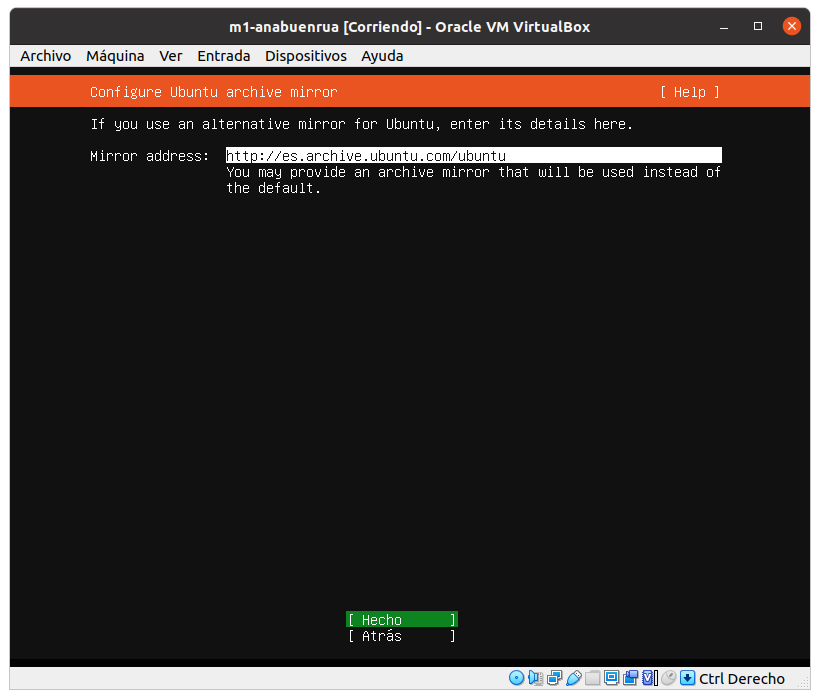 m1-anabuenrua [Corriendo] - Oracle VM VirtualBox
Archivo Máquina Ver Entrada Dispositivos Ayuda
Configure Ubuntu archive mirror [ Help ]
If you use an alternative mirror for Ubuntu, enter its details here.
Mirror address: http://es.archive.ubuntu.com/ubuntu
You may provide an archive mirror that will be used instead of
the default.
[ Hecho ]
[ Atrás ]
Ctrl Derecho